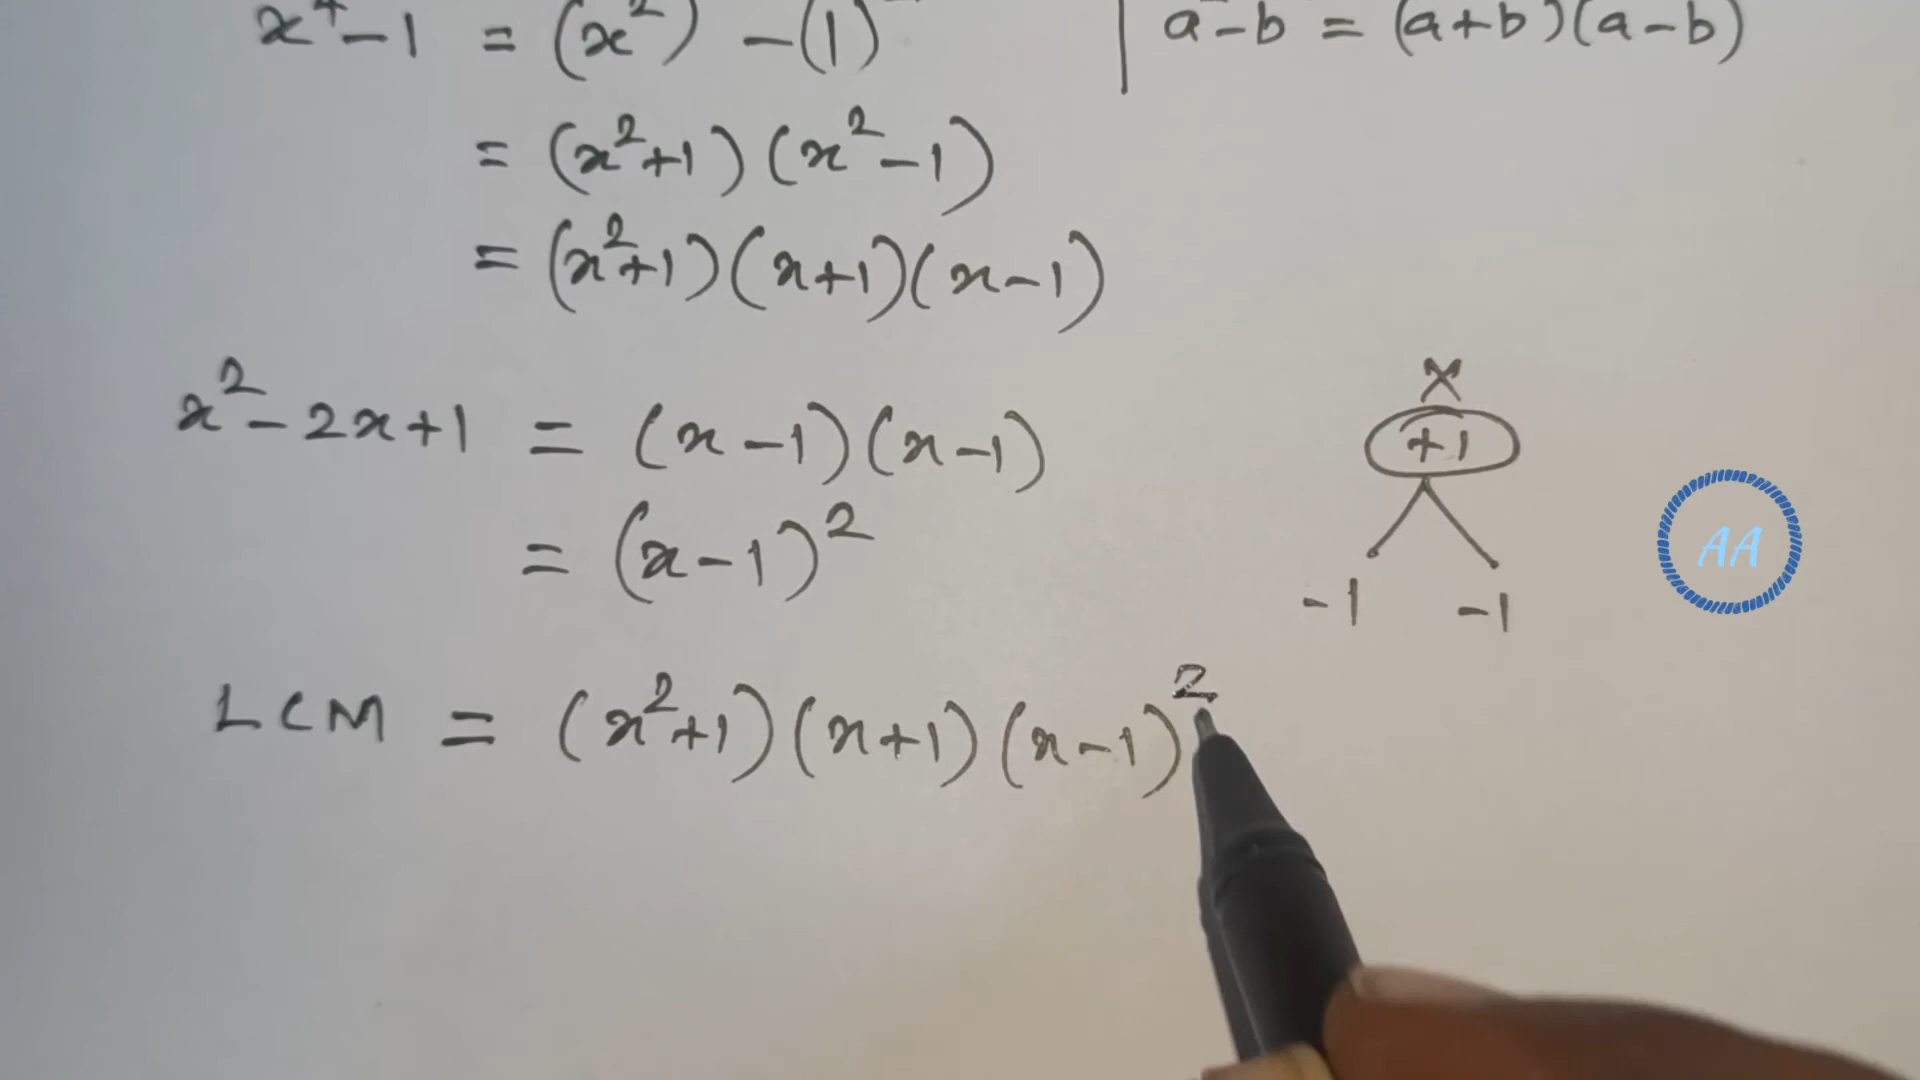 x⁴-1 = (x²) -(1)
a-b = (a+b)(a-b)
= (x²+1)(x²-1)
= (x²+1)(x+1)(x-1)
x²-2x+1 = (x-1)(x-1)
= (x-1)²
×
+1
-1 -1
AA
LCM = (x²+1)(x+1)(x-1)²